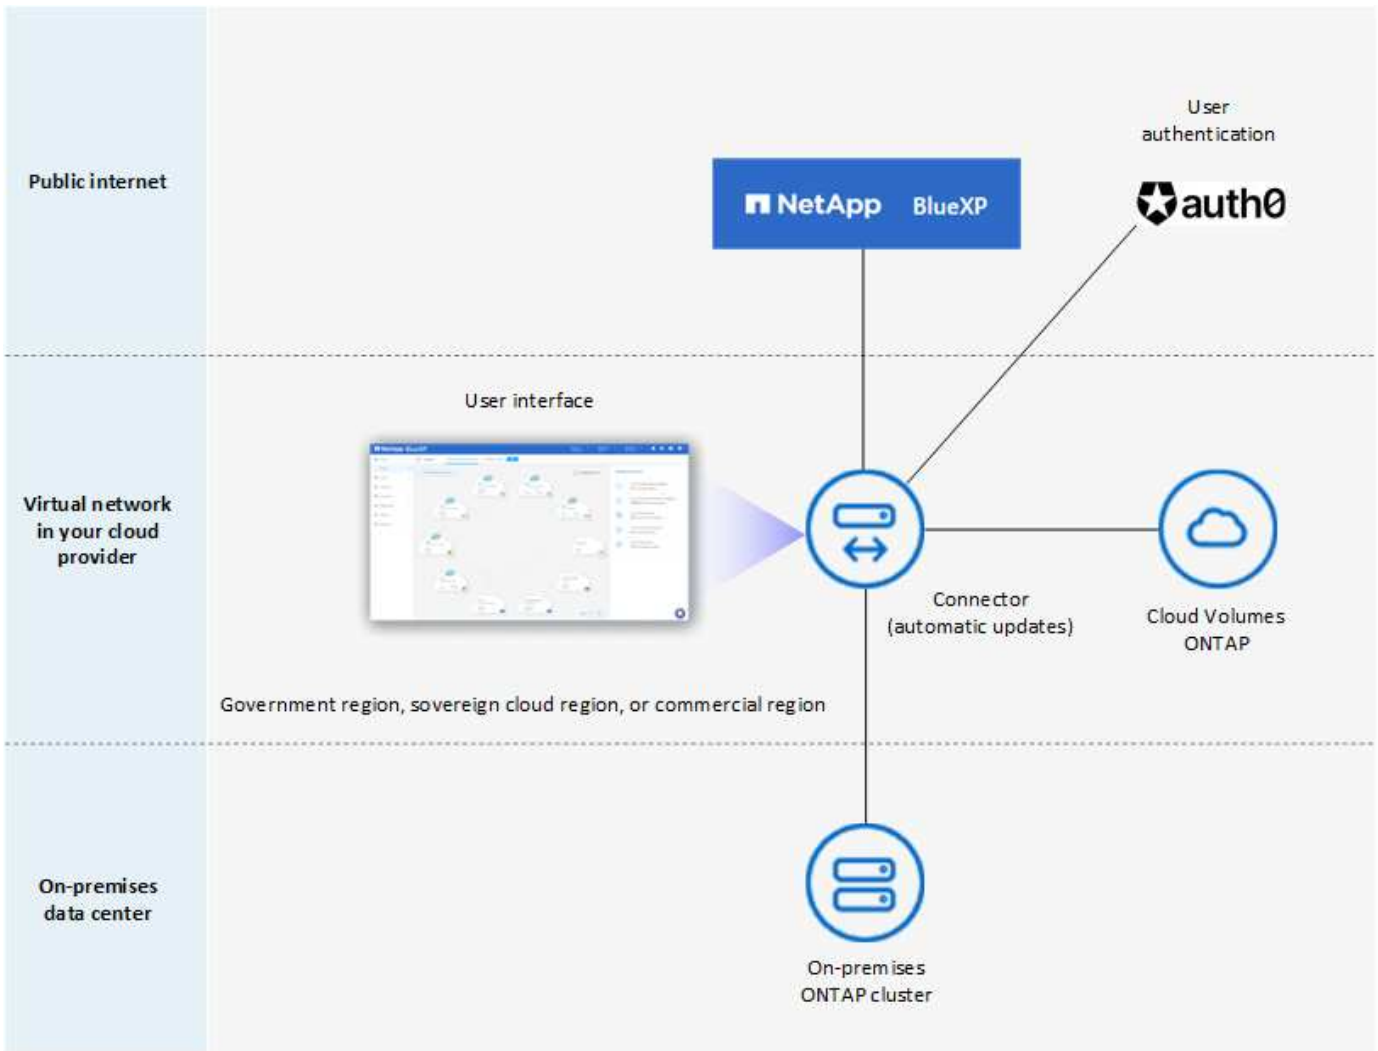 User
authentication
Public internet
NetApp BlueXP
auth0
User interface
Virtual network
in your cloud
provider
Connector
(automatic updates)
Cloud Volumes
ONTAP
Government region, sovereign cloud region, or commercial region
On-premises
data center
On-premises
ONTAP cluster